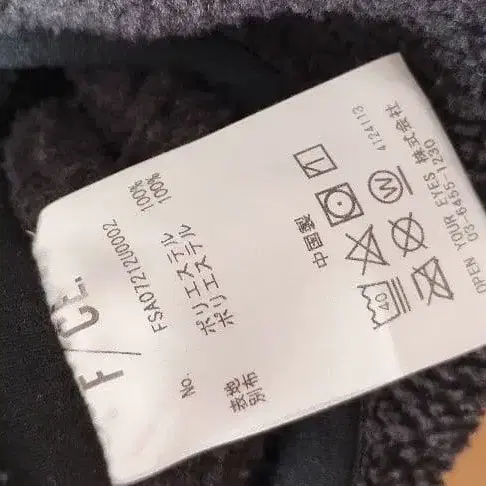 F/CE.
NO. FSA07212U0002
表地 ポリエステル 100%
別布 ポリエステル 100%
中国製
40
W
4124113
OPEN YOUR EYES 株式会社
03-6455-1230